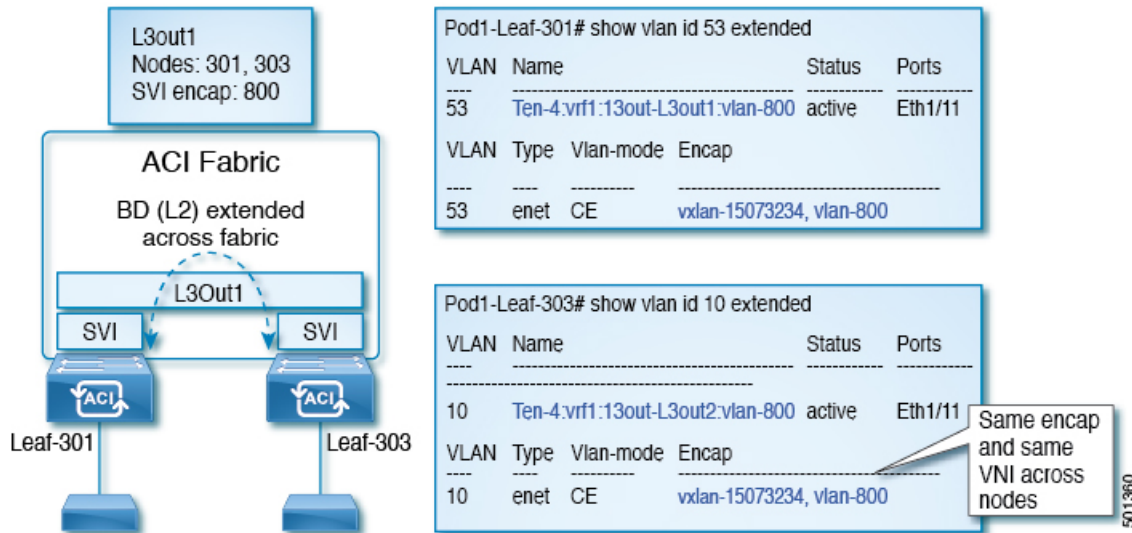 L3out1
Nodes: 301, 303
SVI encap: 800
ACI Fabric
BD (L2) extended
across fabric
L3Out1
SVI
SVI
ACI
ACI
Leaf-301
Leaf-303
Pod1-Leaf-301# show vlan id 53 extended
VLAN Name Status Ports
---- -------------------------------------------- ------------ ------------
53 Ten-4:vrf1:13out-L3out1:vlan-800 active Eth1/11
VLAN Type Vlan-mode Encap
---- ---- ---------- ----------------------------------------
53 enet CE vxlan-15073234, vlan-800
Pod1-Leaf-303# show vlan id 10 extended
VLAN Name Status Ports
---- -------------------------------------------- ------------ ------------
------------------------------------------------
10 Ten-4:vrf1:13out-L3out2:vlan-800 active Eth1/11
VLAN Type Vlan-mode Encap
---- ---- ---------- ----------------------------------------
10 enet CE vxlan-15073234, vlan-800
Same encap
and same
VNI across
nodes
501360